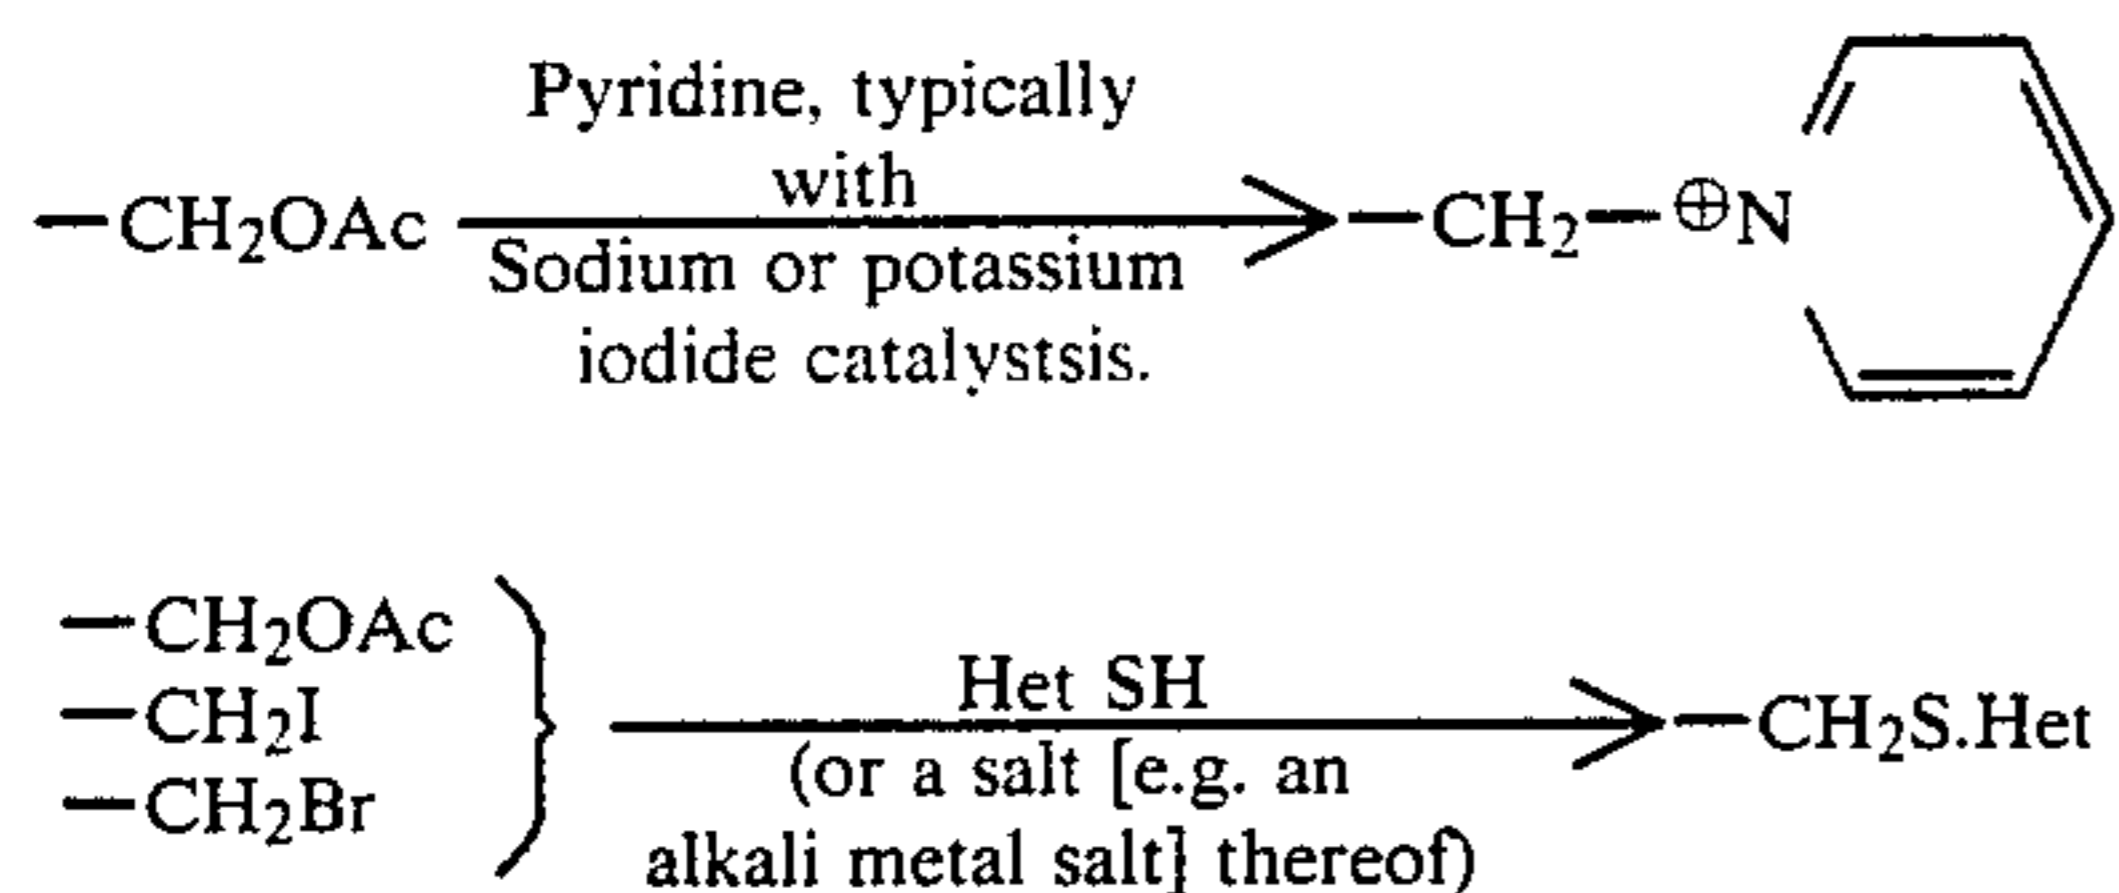 Pyridine, typically
with
—CH₂OAc —CH₂—⊕N
Sodium or potassium
iodide catalystsis.
—CH₂OAc
Het SH
—CH₂I —CH₂S.Het
(or a salt [e.g. an
—CH₂Br
alkali metal salt] thereof)